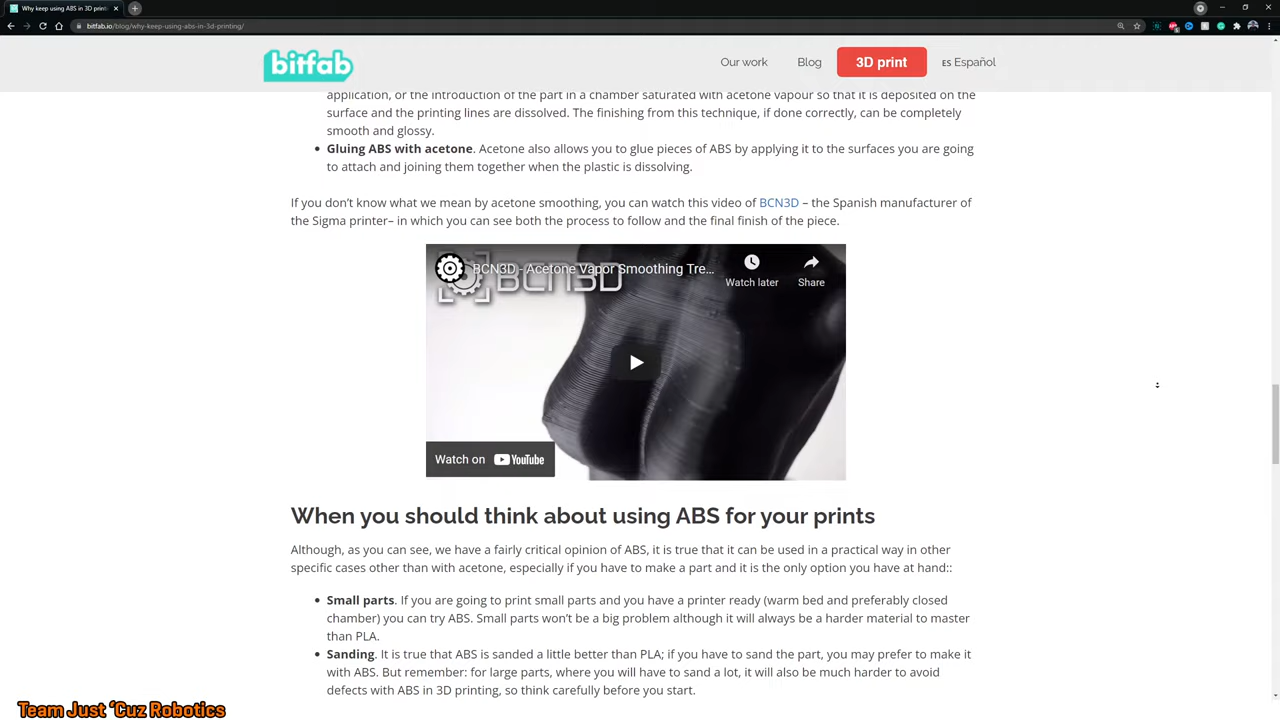 Why keep using ABS in 3d printin
bitfab.io/blog/why-keep-using-abs-in-3d-printing/
bitfab
Our work
Blog
3D print
ES Español
application, or the introduction of the part in a chamber saturated with acetone vapour so that it is deposited on the
surface and the printing lines are dissolved. The finishing from this technique, if done correctly, can be completely
smooth and glossy.
Gluing ABS with acetone. Acetone also allows you to glue pieces of ABS by applying it to the surfaces you are going
to attach and joining them together when the plastic is dissolving.
If you don’t know what we mean by acetone smoothing, you can watch this video of BCN3D – the Spanish manufacturer of
the Sigma printer– in which you can see both the process to follow and the final finish of the piece.
BCN3D - Acetone Vapor Smoothing Tre...
BCN3D
Watch later
Share
Watch on YouTube
When you should think about using ABS for your prints
Although, as you can see, we have a fairly critical opinion of ABS, it is true that it can be used in a practical way in other
specific cases other than with acetone, especially if you have to make a part and it is the only option you have at hand::
Small parts. If you are going to print small parts and you have a printer ready (warm bed and preferably closed
chamber) you can try ABS. Small parts won’t be a big problem although it will always be a harder material to master
than PLA.
Sanding. It is true that ABS is sanded a little better than PLA; if you have to sand the part, you may prefer to make it
with ABS. But remember: for large parts, where you will have to sand a lot, it will also be much harder to avoid
defects with ABS in 3D printing, so think carefully before you start.
Team Just ‘Cuz Robotics